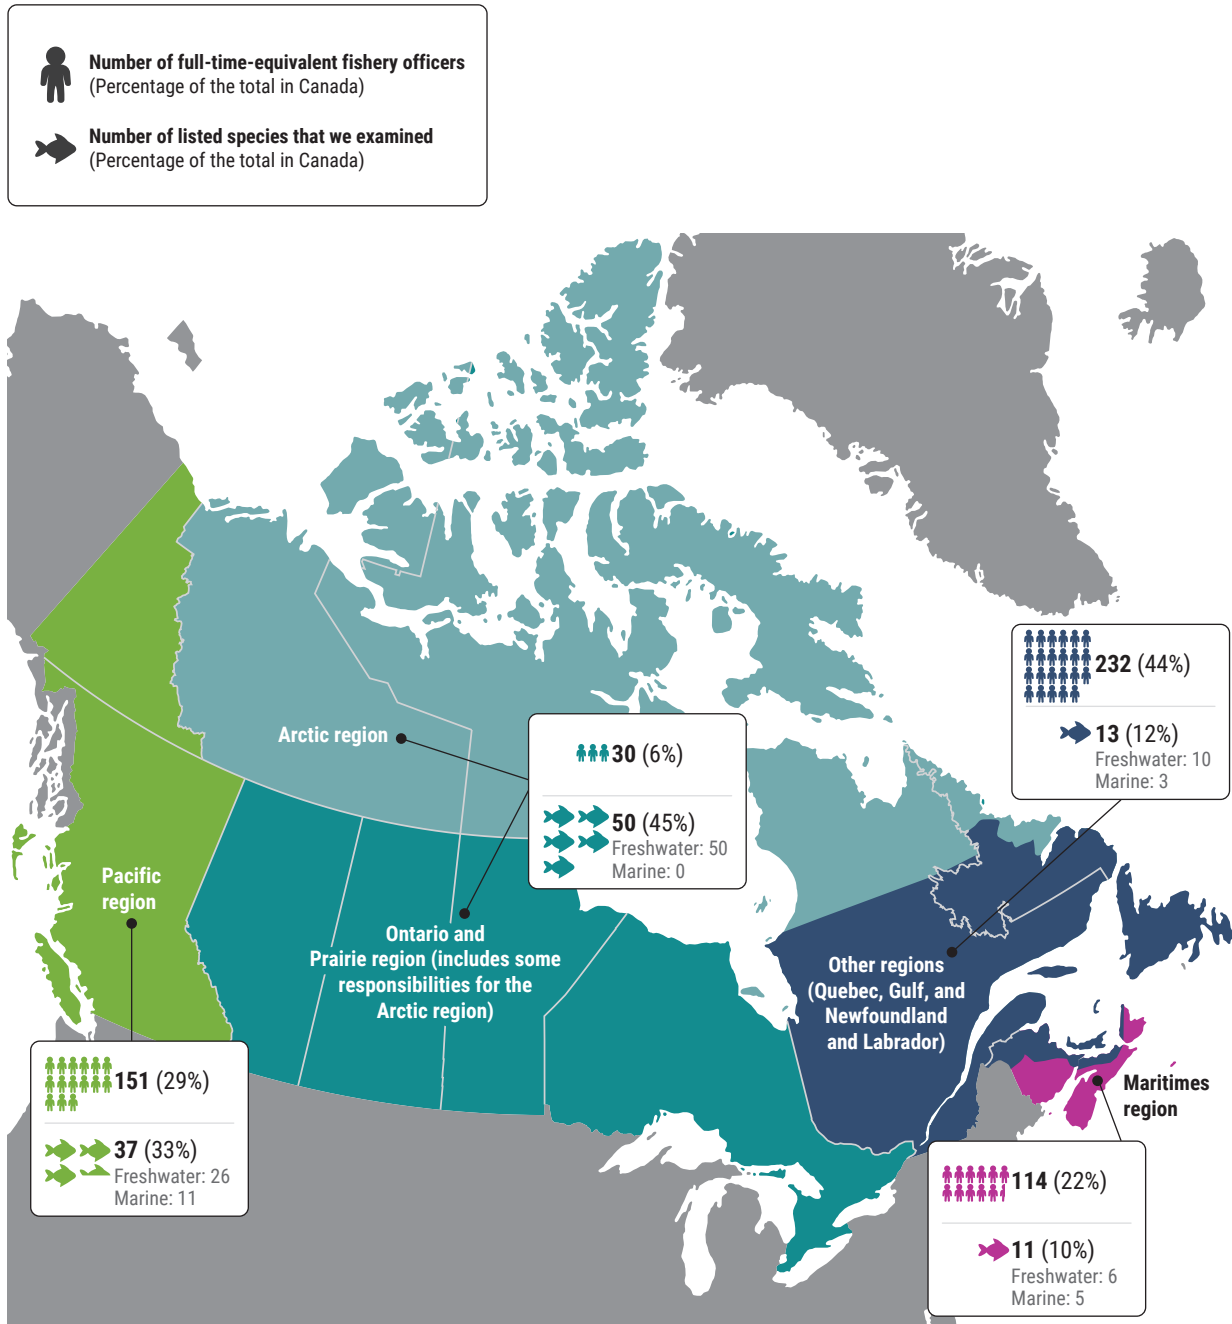 Number of full-time-equivalent fishery officers
(Percentage of the total in Canada)
Number of listed species that we examined
(Percentage of the total in Canada)
232 (44%)
13 (12%)
Freshwater: 10
Marine: 3
Arctic region
30 (6%)
50 (45%)
Freshwater: 50
Marine: 0
Pacific
region
Ontario and
Prairie region (includes some
responsibilities for the
Arctic region)
Other regions
(Quebec, Gulf, and
Newfoundland
and Labrador)
151 (29%)
37 (33%)
Freshwater: 26
Marine: 11
Maritimes
region
114 (22%)
11 (10%)
Freshwater: 6
Marine: 5